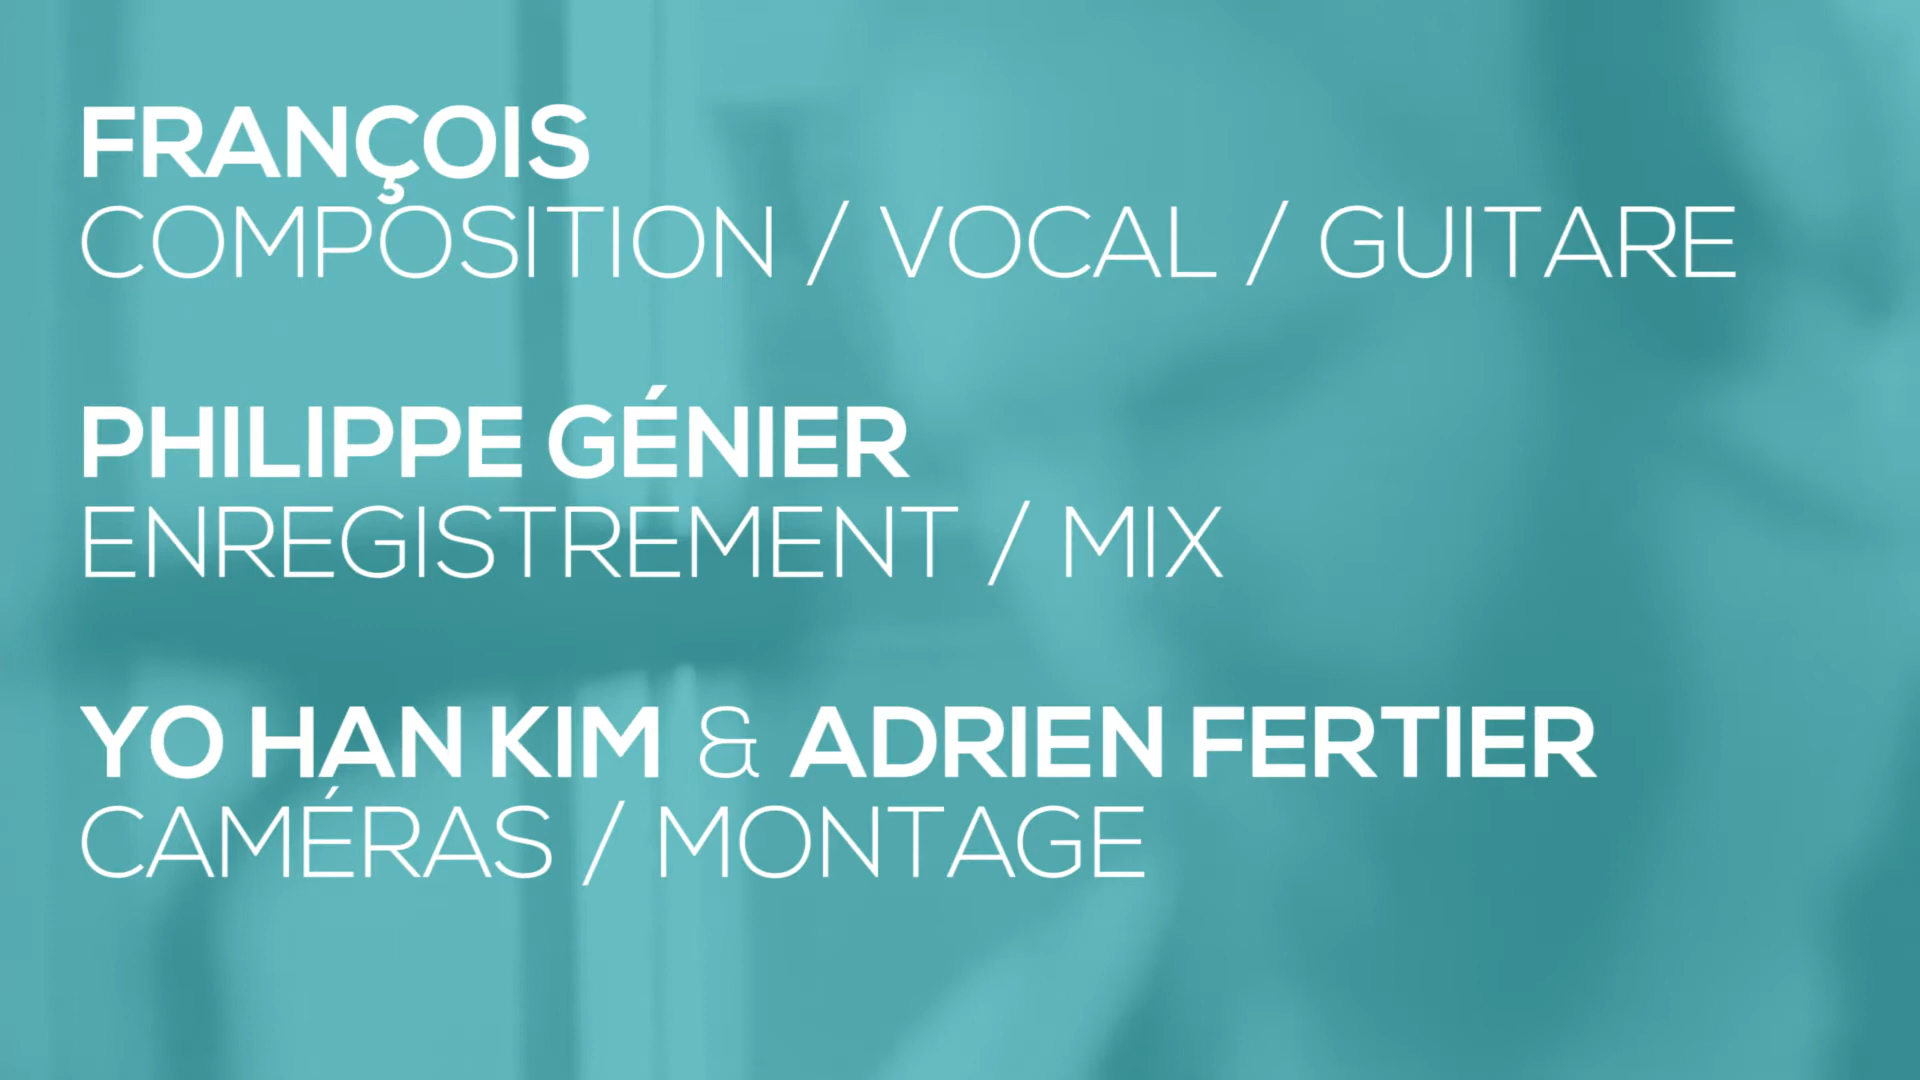 FRANÇOIS
COMPOSITION / VOCAL / GUITARE
PHILIPPE GÉNIER
ENREGISTREMENT / MIX
YO HAN KIM & ADRIEN FERTIER
CAMÉRAS / MONTAGE